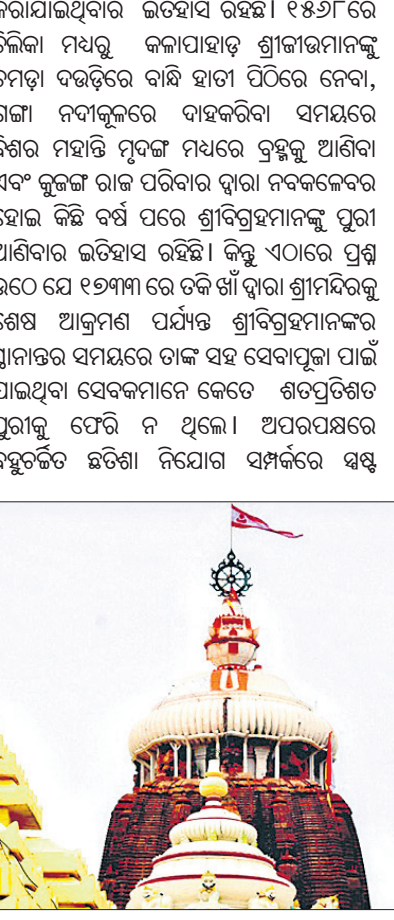 କରାଯାଇଥିବାର ଇତିହାସ ରହିଛି। ୧୫୬୮ରେ
ଚିଲିକା ମଧ୍ୟରୁ କଳାପାହାଡ଼ ଶ୍ରୀଜୀଉମାନଙ୍କୁ
ଚମଡ଼ା ଦଉଡ଼ିରେ ବାନ୍ଧି ହାତୀ ପିଠିରେ ନେବା,
ଗଙ୍ଗା ନଦୀକୂଳରେ ଦାହକରିବା ସମୟରେ
ବିଶର ମହାନ୍ତି ମୃଦଙ୍ଗ ମଧ୍ୟରେ ବ୍ରହ୍ମକୁ ଆଣିବା
ଏବଂ କୁଜଙ୍ଗ ରାଜ ପରିବାର ଦ୍ୱାରା ନବକଳେବର
ହୋଇ କିଛି ବର୍ଷ ପରେ ଶ୍ରୀବିଗ୍ରହମାନଙ୍କୁ ପୁରୀ
ଆଣିବାର ଇତିହାସ ରହିଛି। କିନ୍ତୁ ଏଠାରେ ପ୍ରଶ୍ନ
ଉଠେ ଯେ ୧୭୩୩ ରେ ତକି ଖାଁ ଦ୍ୱାରା ଶ୍ରୀମନ୍ଦିରକୁ
ଶେଷ ଆକ୍ରମଣ ପର୍ଯ୍ୟନ୍ତ ଶ୍ରୀବିଗ୍ରହମାନଙ୍କର
ସ୍ଥାନାନ୍ତର ସମୟରେ ତାଙ୍କ ସହ ସେବାପୂଜା ପାଇଁ
ଯାଇଥିବା ସେବକମାନେ କେତେ ଶତପ୍ରତିଶତ
ପୁରୀକୁ ଫେରି ନ ଥିଲେ। ଅପରପକ୍ଷରେ
ବହୁଚର୍ଚ୍ଚିତ ଛତିଶା ନିଯୋଗ ସମ୍ପର୍କରେ ସ୍ପଷ୍ଟ